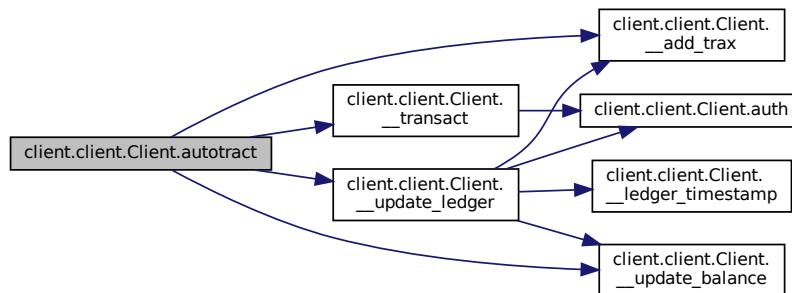 client.client.Client.autotract
client.client.Client.
__transact
client.client.Client.
__update_ledger
client.client.Client.
__add_trax
client.client.Client.auth
client.client.Client.
__ledger_timestamp
client.client.Client.
__update_balance